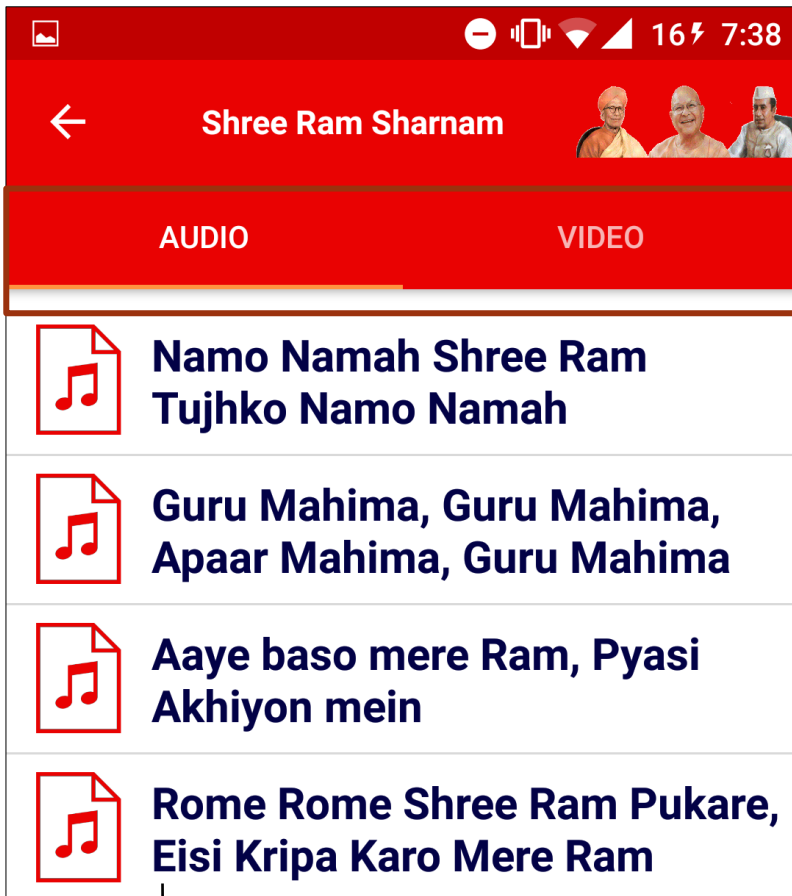 16 7:38
Shree Ram Sharnam
AUDIO VIDEO
Namo Namah Shree Ram
Tujhko Namo Namah
Guru Mahima, Guru Mahima,
Apaar Mahima, Guru Mahima
Aaye baso mere Ram, Pyasi
Akhiyon mein
Rome Rome Shree Ram Pukare,
Eisi Kripa Karo Mere Ram